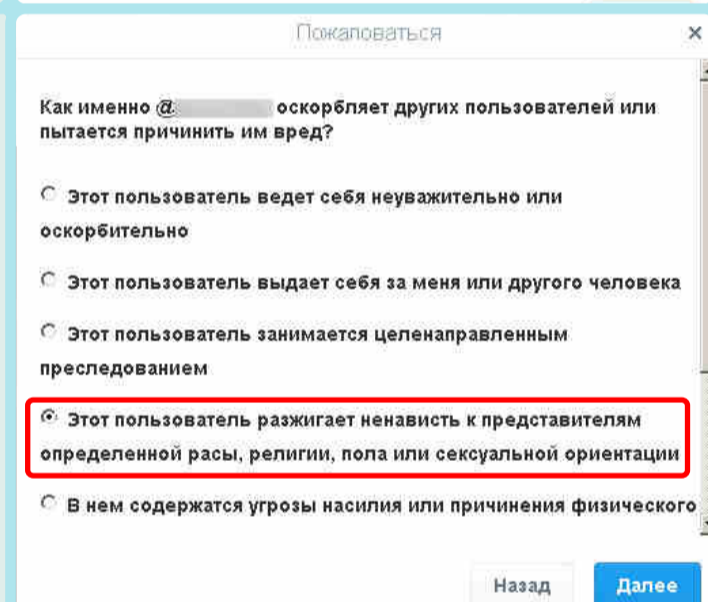 Пожаловаться
Как именно @ оскорбляет других пользователей или
пытается причинить им вред?
Этот пользователь ведет себя неуважительно или
оскорбительно
Этот пользователь выдает себя за меня или другого человека
Этот пользователь занимается целенаправленным
преследованием
Этот пользователь разжигает ненависть к представителям
определенной расы, религии, пола или сексуальной ориентации
В нем содержатся угрозы насилия или причинения физического
Назад Далее